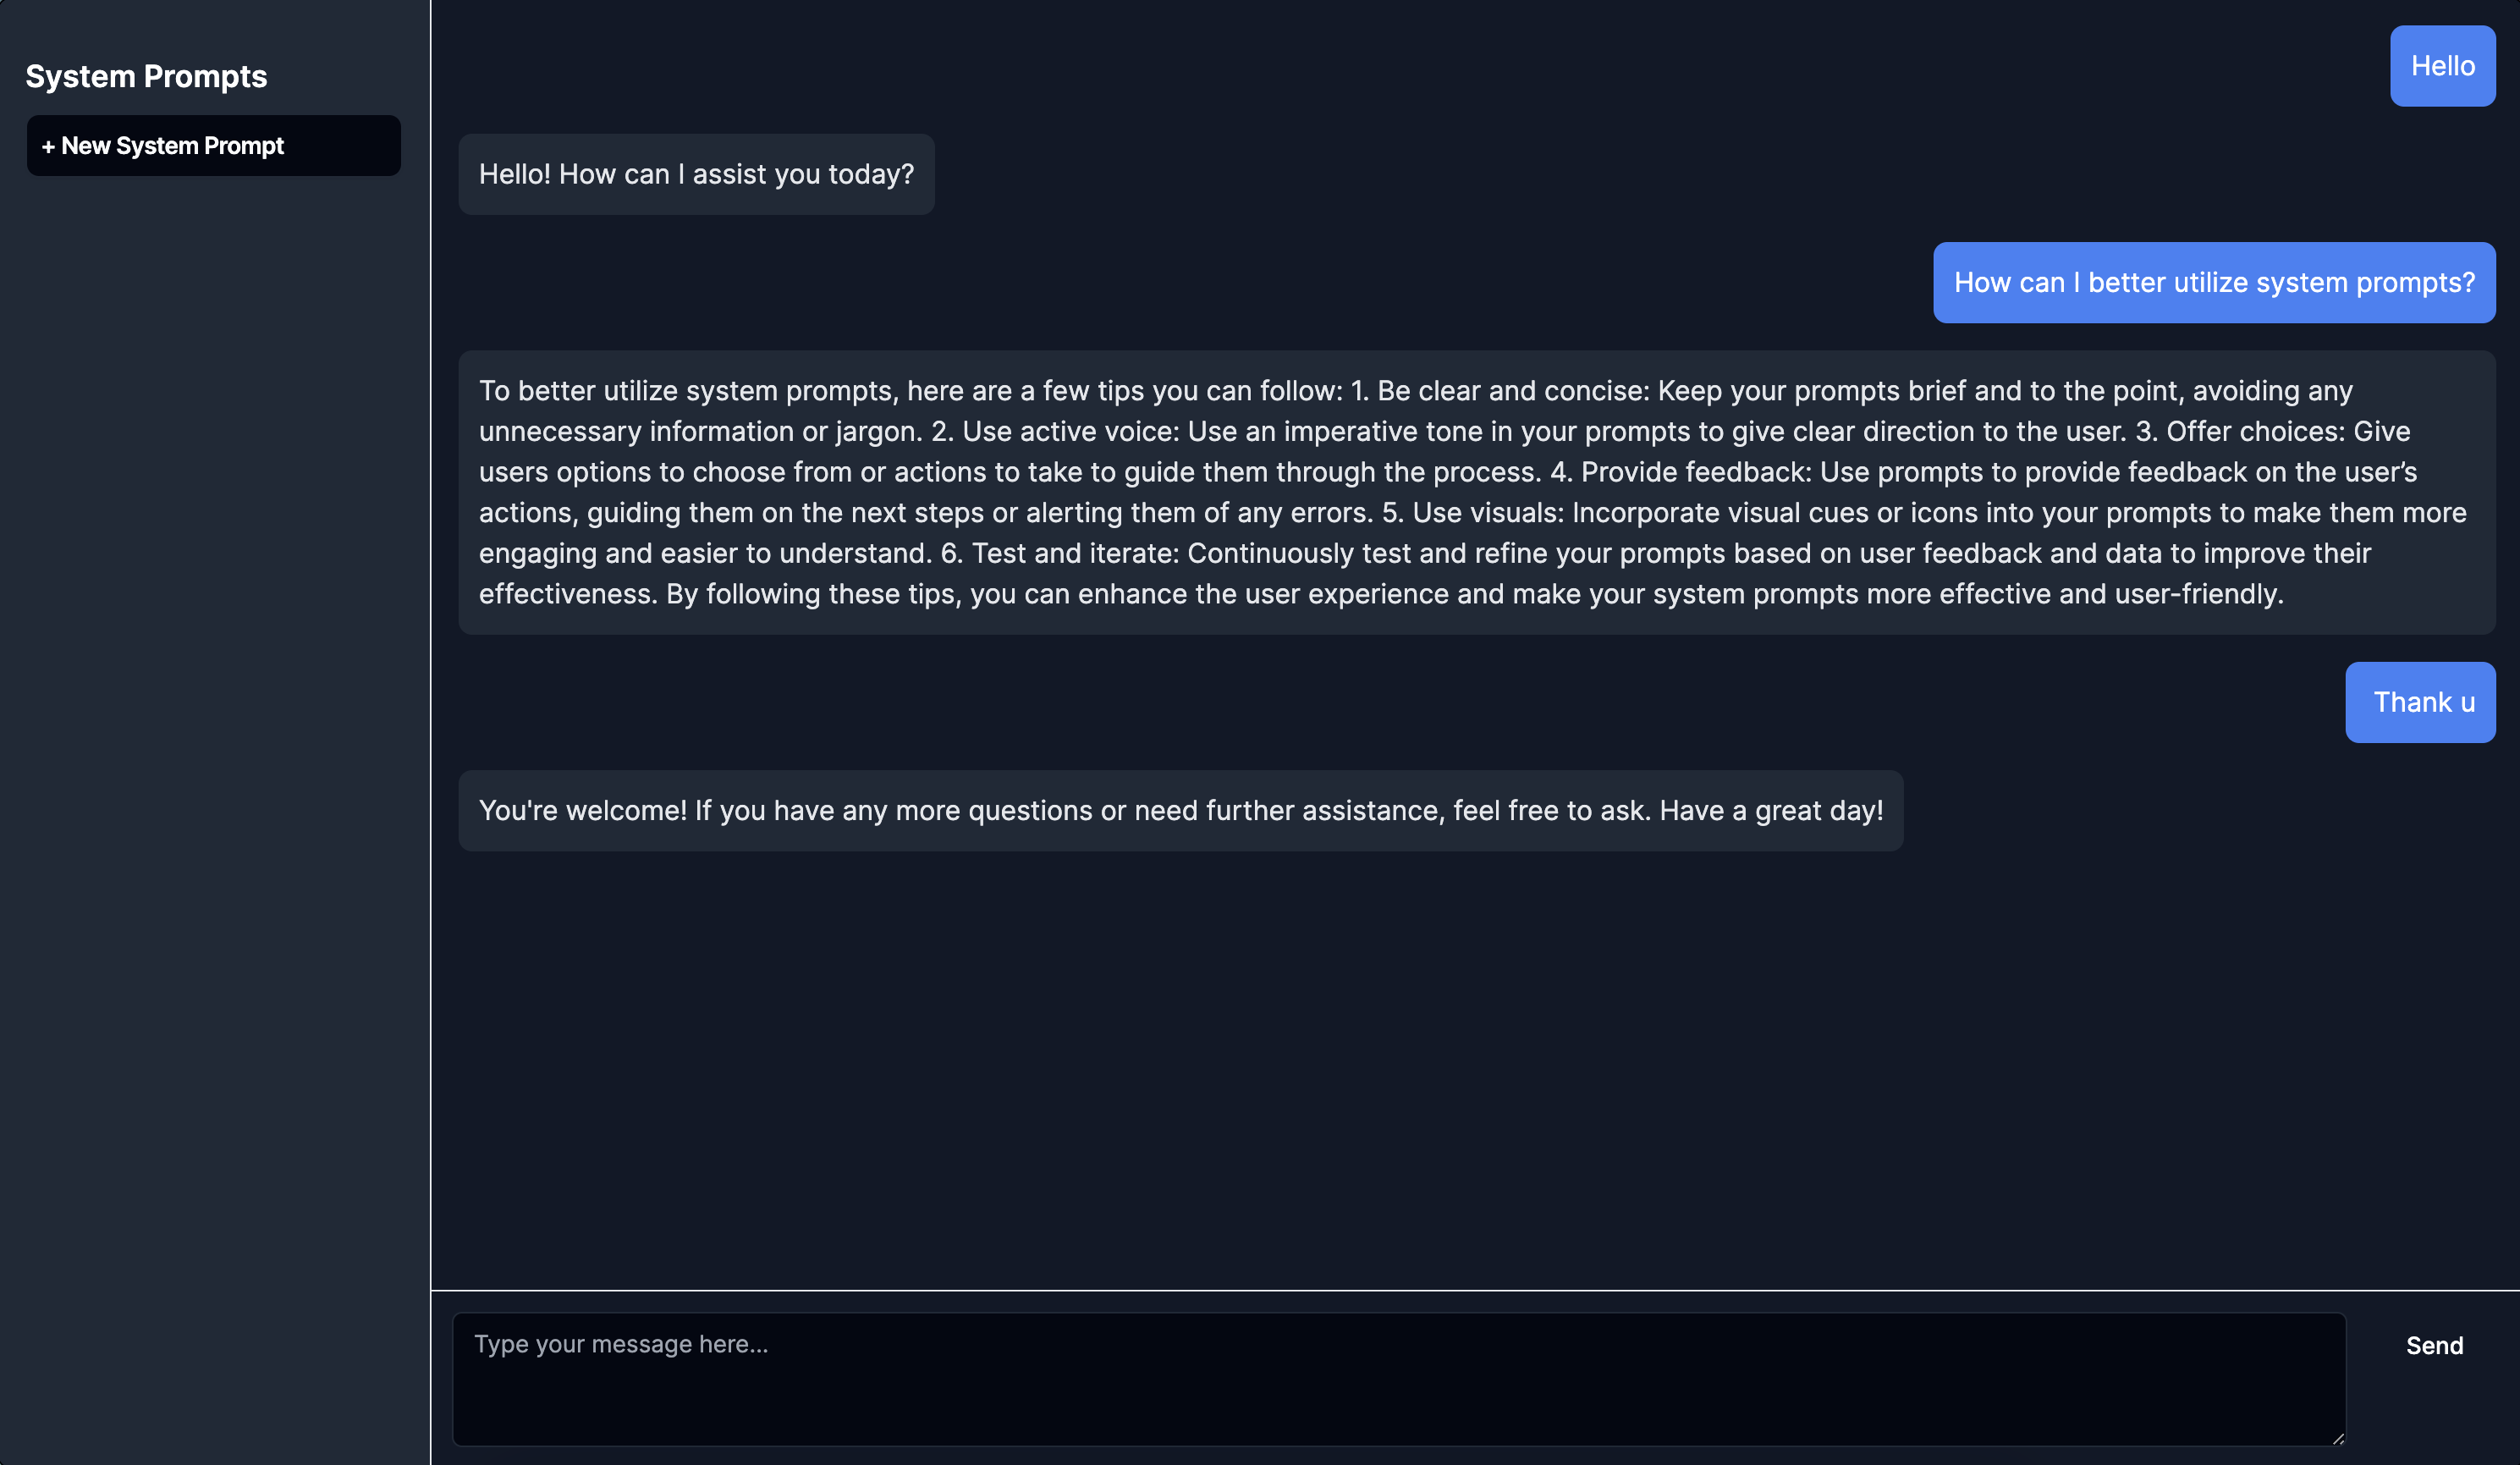 System Prompts
+ New System Prompt
Hello
Hello! How can I assist you today?
How can I better utilize system prompts?
To better utilize system prompts, here are a few tips you can follow: 1. Be clear and concise: Keep your prompts brief and to the point, avoiding any
unnecessary information or jargon. 2. Use active voice: Use an imperative tone in your prompts to give clear direction to the user. 3. Offer choices: Give
users options to choose from or actions to take to guide them through the process. 4. Provide feedback: Use prompts to provide feedback on the user’s
actions, guiding them on the next steps or alerting them of any errors. 5. Use visuals: Incorporate visual cues or icons into your prompts to make them more
engaging and easier to understand. 6. Test and iterate: Continuously test and refine your prompts based on user feedback and data to improve their
effectiveness. By following these tips, you can enhance the user experience and make your system prompts more effective and user-friendly.
Thank u
You're welcome! If you have any more questions or need further assistance, feel free to ask. Have a great day!
Type your message here...
Send